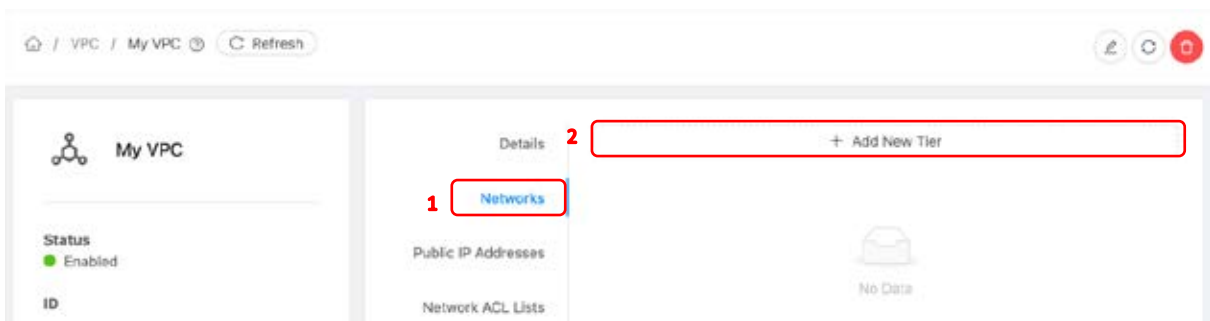 / VPC / My VPC Refresh
My VPC
Status
Enabled
ID
Details
1 Networks
Public IP Addresses
Network ACL Lists
2 + Add New Tier
No Data